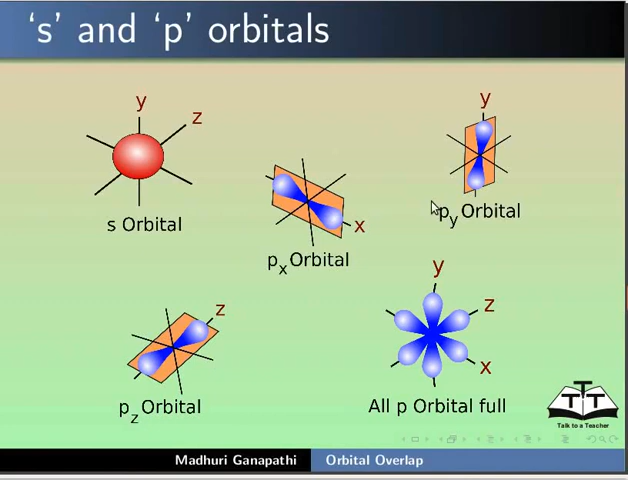 ‘s’ and ‘p’ orbitals
y
z
s Orbital
x
px Orbital
y
py Orbital
z
pz Orbital
y
z
x
All p Orbital full
T T T
Talk to a Teacher
Madhuri Ganapathi
Orbital Overlap